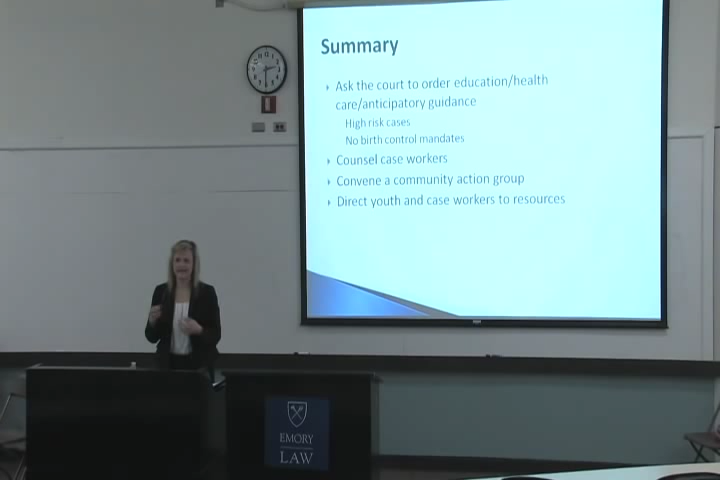 Summary
Ask the court to order education/health
care/anticipatory guidance
High risk cases
No birth control mandates
Counsel case workers
Convene a community action group
Direct youth and case workers to resources
EMORY
LAW